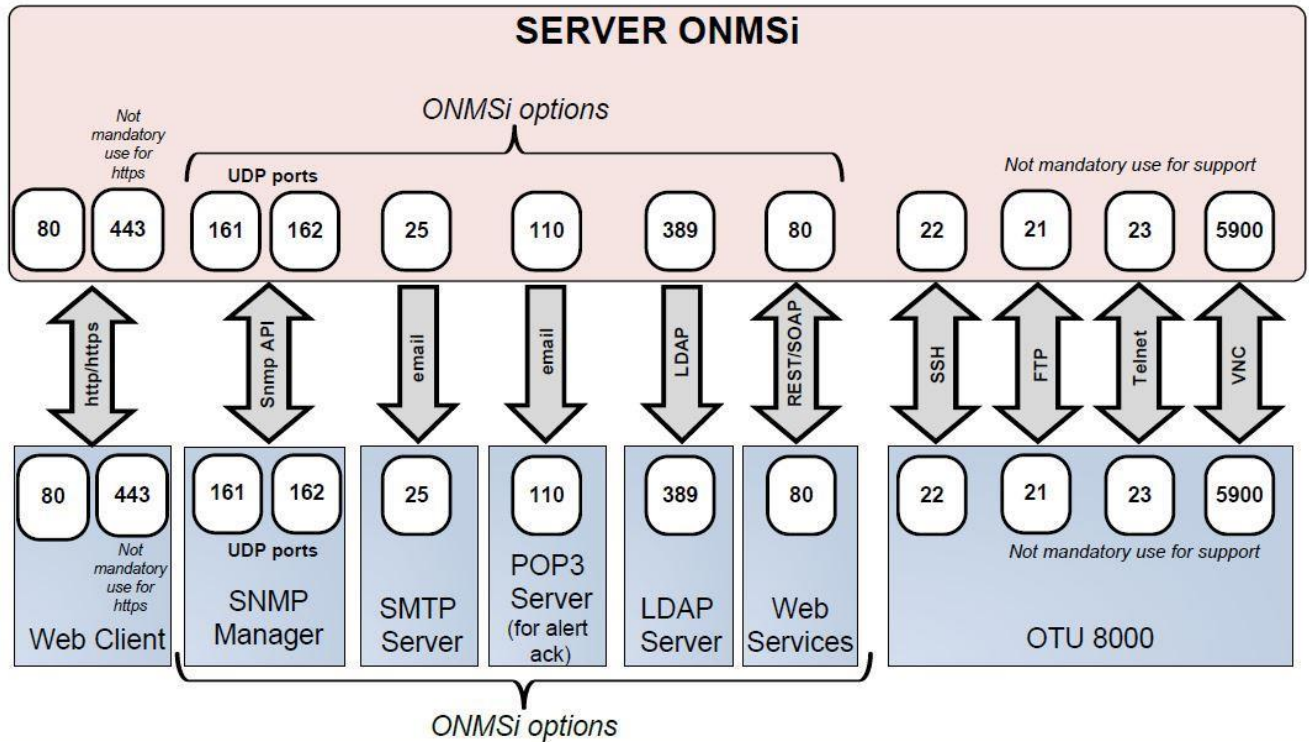 SERVER ONMSi
ONMSi options
Not
mandatory
use for
https
UDP ports
Not mandatory use for support
80 443 161 162 25 110 389 80 22 21 23 5900
http/https
Snmp API
email
email
LDAP
REST/SOAP
SSH
FTP
Telnet
VNC
80 443 161 162 25 110 389 80 22 21 23 5900
Not
mandatory
use for
https
Web Client
UDP ports
SNMP
Manager
SMTP
Server
POP3
Server
(for alert
ack)
LDAP
Server
Web
Services
Not mandatory use for support
OTU 8000
ONMSi options